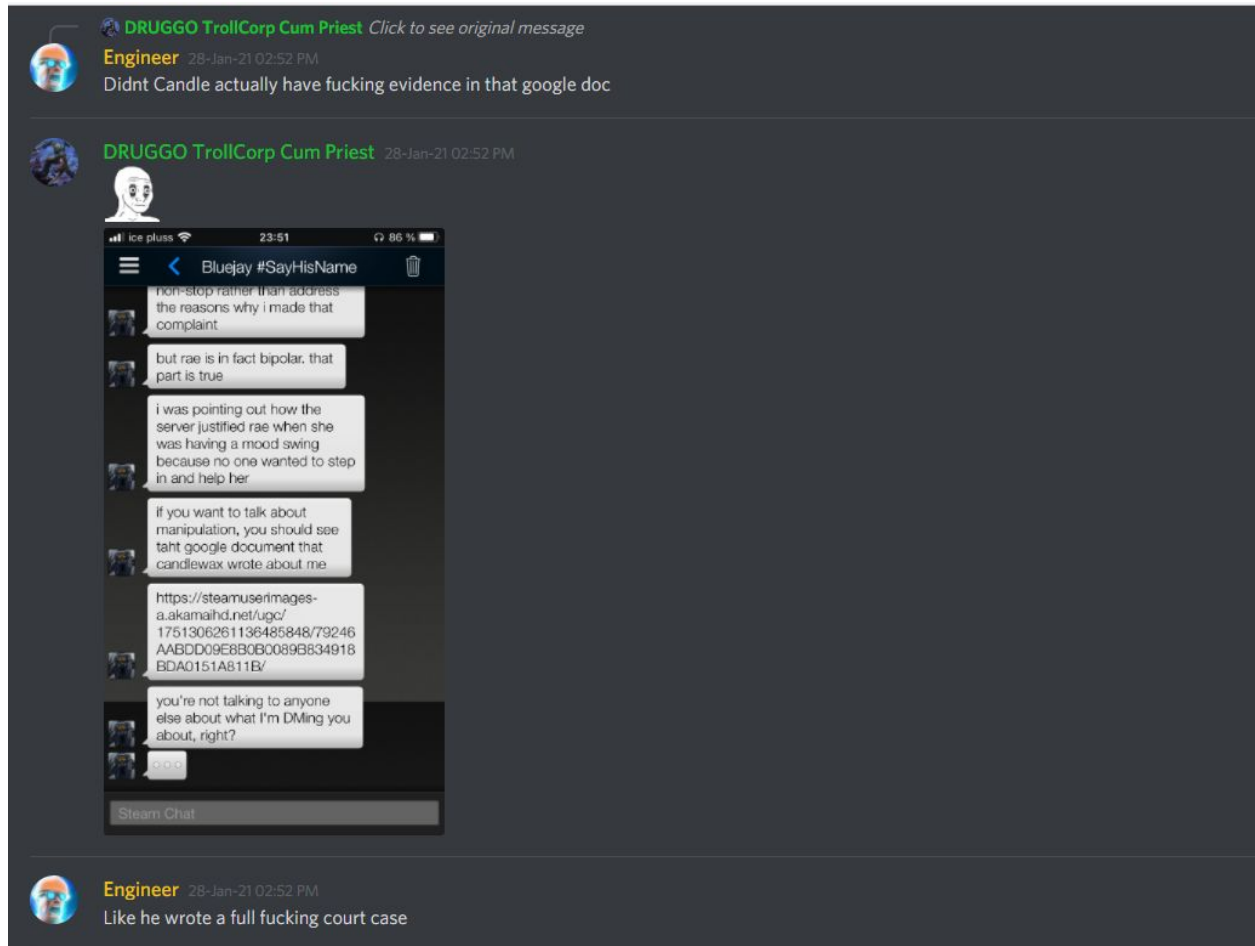 DRUGGO TrollCorp Cum Priest Click to see original message
Engineer 28-Jan-21 02:52 PM
Didnt Candle actually have fucking evidence in that google doc
DRUGGO TrollCorp Cum Priest 28-Jan-21 02:52 PM
ice pluss 23:51 86 %
Bluejay #SayHisName
non-stop rather than address
the reasons why i made that
complaint
but rae is in fact bipolar. that
part is true
i was pointing out how the
server justified rae when she
was having a mood swing
because no one wanted to step
in and help her
if you want to talk about
manipulation, you should see
taht google document that
candlewax wrote about me
https://steamuserimages-
a.akamaihd.net/ugc/
1751306261136485848/79246
AABDD09E8B0B0089B834918
BDA0151A811B/
you're not talking to anyone
else about what I'm DMing you
about, right?
Steam Chat
Engineer 28-Jan-21 02:52 PM
Like he wrote a full fucking court case